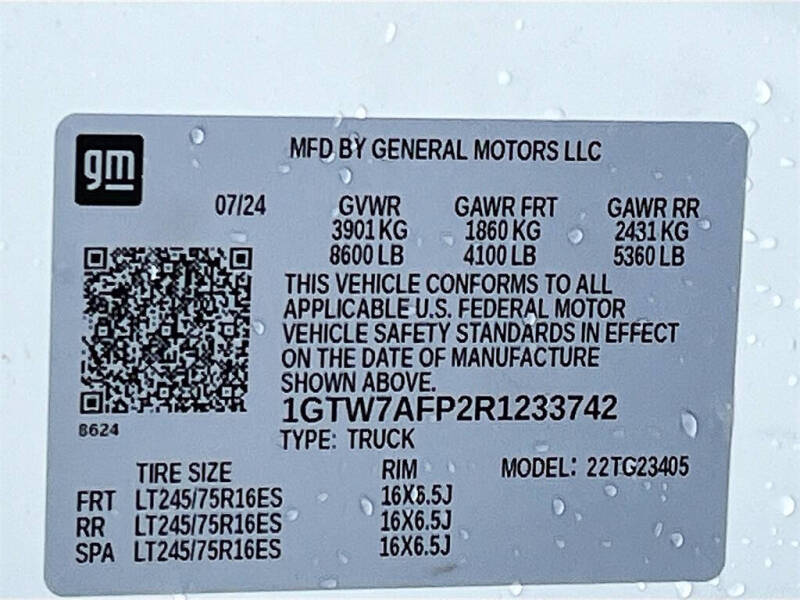 gm
MFD BY GENERAL MOTORS LLC
07/24 GVWR GAWR FRT GAWR RR
3901 KG 1860 KG 2431 KG
8600 LB 4100 LB 5360 LB
THIS VEHICLE CONFORMS TO ALL
APPLICABLE U.S. FEDERAL MOTOR
VEHICLE SAFETY STANDARDS IN EFFECT
ON THE DATE OF MANUFACTURE
SHOWN ABOVE.
1GTW7AFP2R1233742
8624
TYPE: TRUCK
TIRE SIZE RIM MODEL: 22TG23405
FRT LT245/75R16ES 16X6.5J
RR LT245/75R16ES 16X6.5J
SPA LT245/75R16ES 16X6.5J